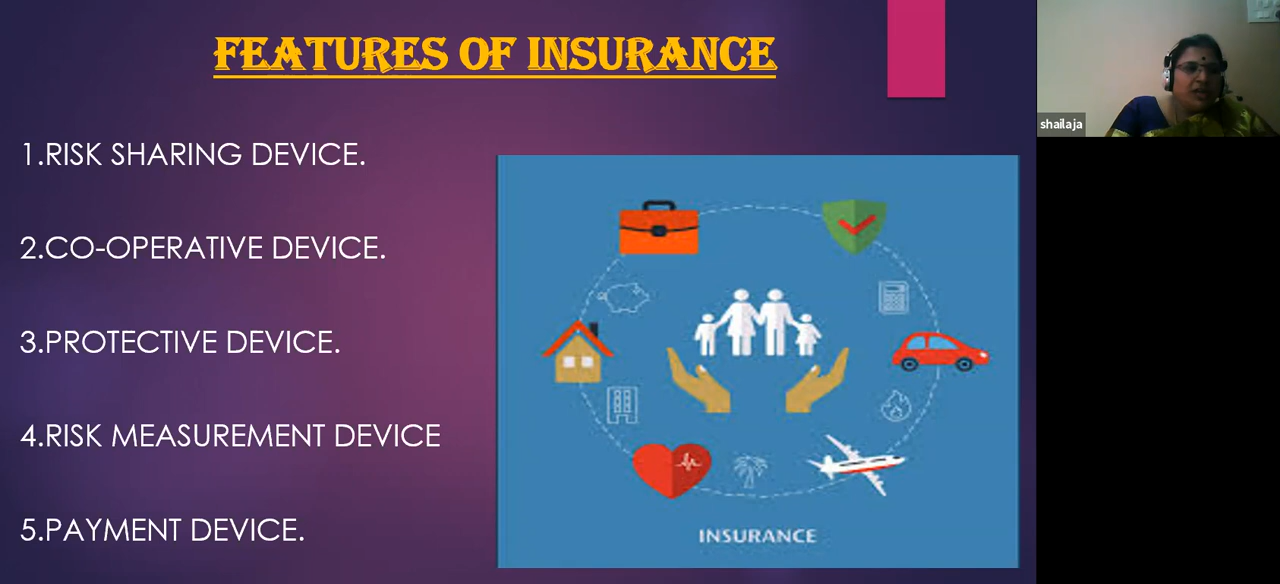 FEATURES OF INSURANCE
1.RISK SHARING DEVICE.
2.CO-OPERATIVE DEVICE.
3.PROTECTIVE DEVICE.
4.RISK MEASUREMENT DEVICE
5.PAYMENT DEVICE.
INSURANCE
shailaja